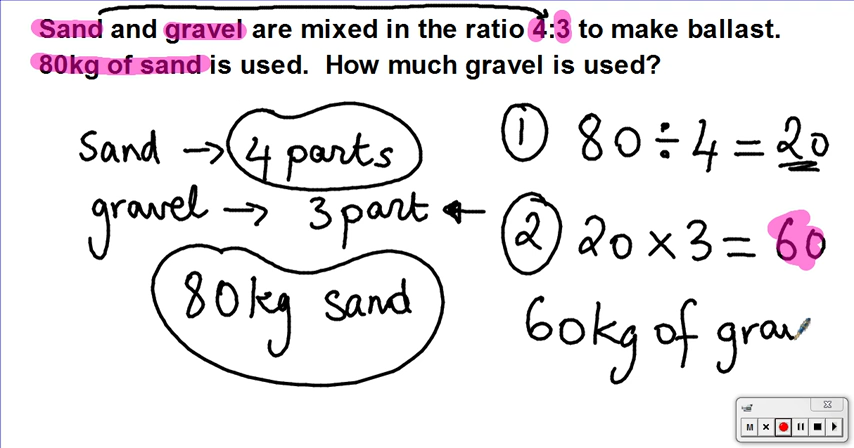 Sand and gravel are mixed in the ratio 4:3 to make ballast.
80kg of sand is used. How much gravel is used?
Sand → 4 parts
gravel → 3 part ←
80kg sand
① 80 ÷ 4 = 20
② 20 × 3 = 60
60kg of grav
M